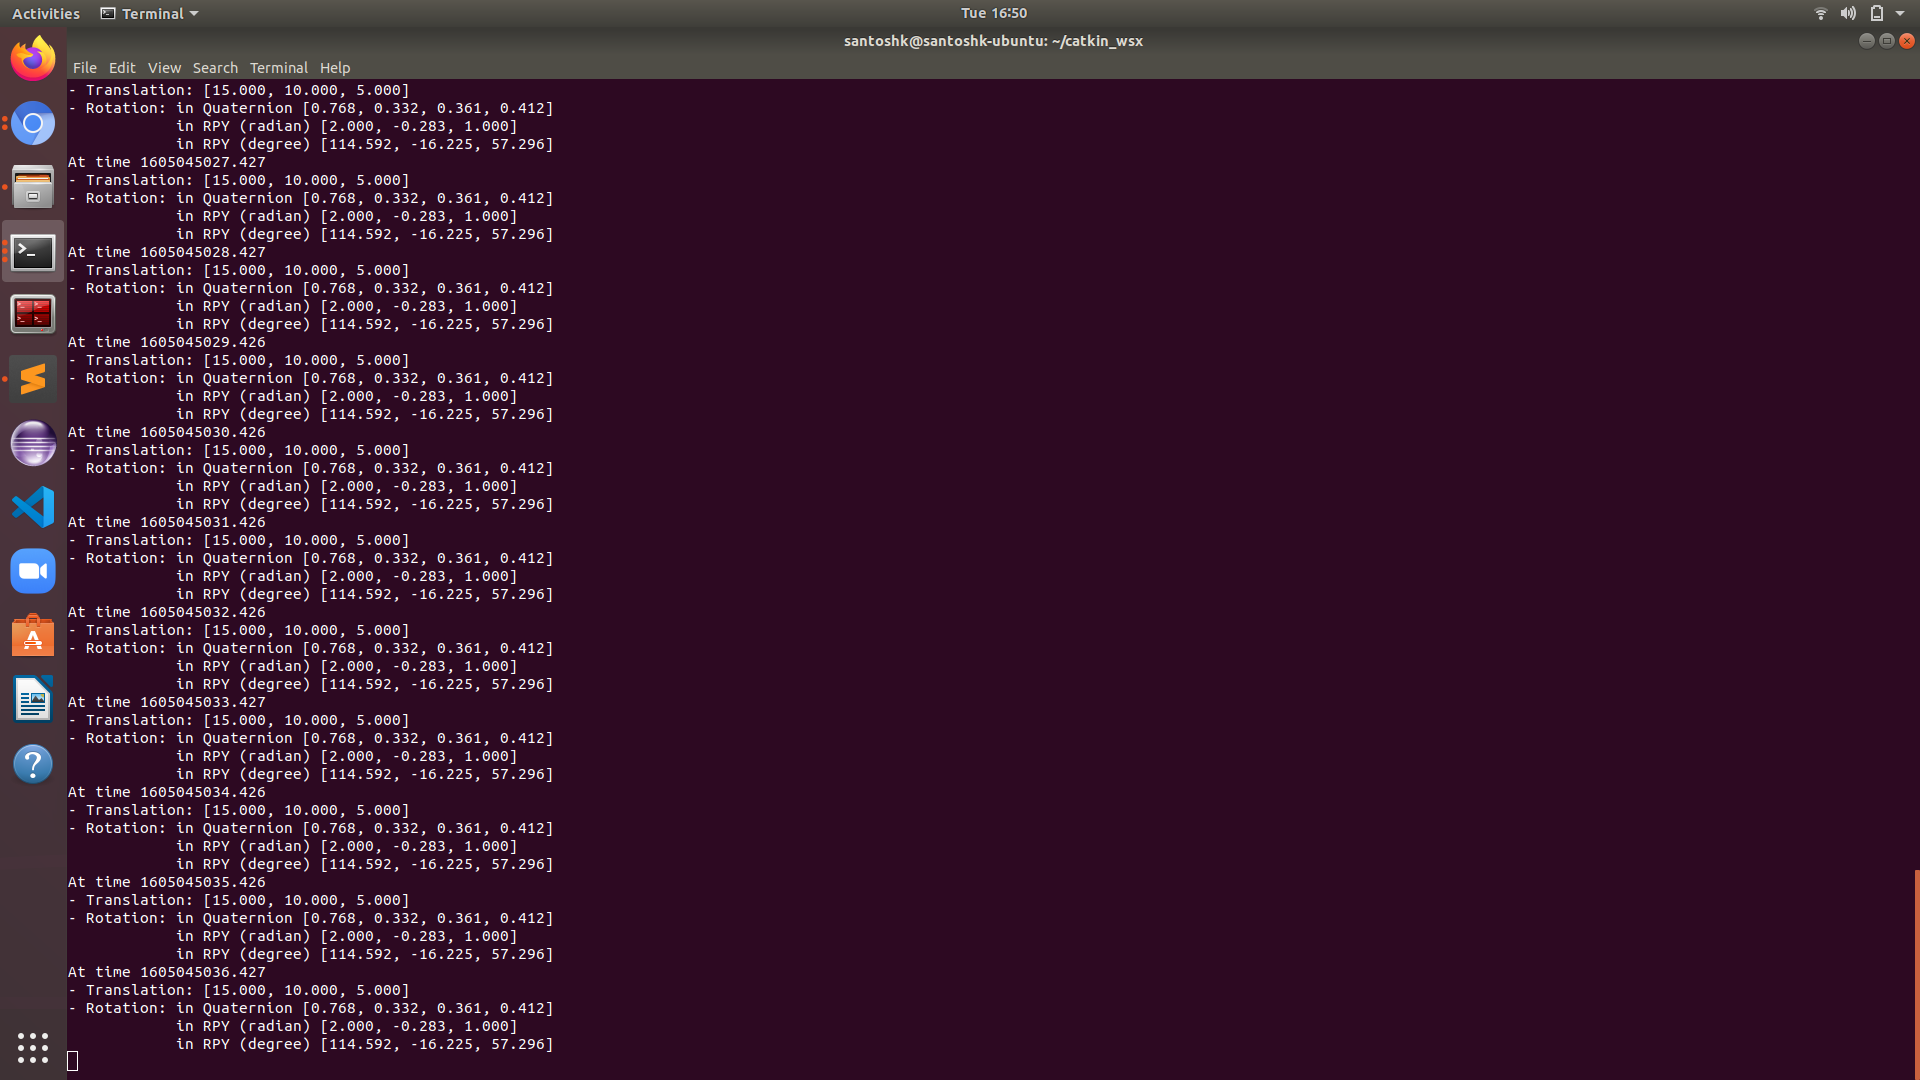 Activities Terminal Tue 16:50
santoshk@santoshk-ubuntu: ~/catkin_wsx
File Edit View Search Terminal Help
- Translation: [15.000, 10.000, 5.000]
- Rotation: in Quaternion [0.768, 0.332, 0.361, 0.412]
in RPY (radian) [2.000, -0.283, 1.000]
in RPY (degree) [114.592, -16.225, 57.296]
At time 1605045027.427
- Translation: [15.000, 10.000, 5.000]
- Rotation: in Quaternion [0.768, 0.332, 0.361, 0.412]
in RPY (radian) [2.000, -0.283, 1.000]
in RPY (degree) [114.592, -16.225, 57.296]
At time 1605045028.427
- Translation: [15.000, 10.000, 5.000]
- Rotation: in Quaternion [0.768, 0.332, 0.361, 0.412]
in RPY (radian) [2.000, -0.283, 1.000]
in RPY (degree) [114.592, -16.225, 57.296]
At time 1605045029.426
- Translation: [15.000, 10.000, 5.000]
- Rotation: in Quaternion [0.768, 0.332, 0.361, 0.412]
in RPY (radian) [2.000, -0.283, 1.000]
in RPY (degree) [114.592, -16.225, 57.296]
At time 1605045030.426
- Translation: [15.000, 10.000, 5.000]
- Rotation: in Quaternion [0.768, 0.332, 0.361, 0.412]
in RPY (radian) [2.000, -0.283, 1.000]
in RPY (degree) [114.592, -16.225, 57.296]
At time 1605045031.426
- Translation: [15.000, 10.000, 5.000]
- Rotation: in Quaternion [0.768, 0.332, 0.361, 0.412]
in RPY (radian) [2.000, -0.283, 1.000]
in RPY (degree) [114.592, -16.225, 57.296]
At time 1605045032.426
- Translation: [15.000, 10.000, 5.000]
- Rotation: in Quaternion [0.768, 0.332, 0.361, 0.412]
in RPY (radian) [2.000, -0.283, 1.000]
in RPY (degree) [114.592, -16.225, 57.296]
At time 1605045033.427
- Translation: [15.000, 10.000, 5.000]
- Rotation: in Quaternion [0.768, 0.332, 0.361, 0.412]
in RPY (radian) [2.000, -0.283, 1.000]
in RPY (degree) [114.592, -16.225, 57.296]
At time 1605045034.426
- Translation: [15.000, 10.000, 5.000]
- Rotation: in Quaternion [0.768, 0.332, 0.361, 0.412]
in RPY (radian) [2.000, -0.283, 1.000]
in RPY (degree) [114.592, -16.225, 57.296]
At time 1605045035.426
- Translation: [15.000, 10.000, 5.000]
- Rotation: in Quaternion [0.768, 0.332, 0.361, 0.412]
in RPY (radian) [2.000, -0.283, 1.000]
in RPY (degree) [114.592, -16.225, 57.296]
At time 1605045036.427
- Translation: [15.000, 10.000, 5.000]
- Rotation: in Quaternion [0.768, 0.332, 0.361, 0.412]
in RPY (radian) [2.000, -0.283, 1.000]
in RPY (degree) [114.592, -16.225, 57.296]